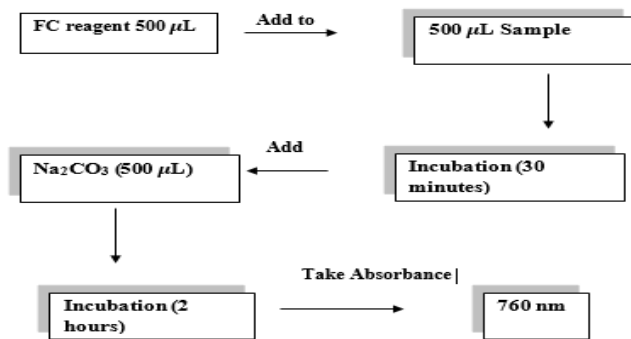 FC reagent 500 μL
Add to
500 μL Sample
Incubation (30
minutes)
Add
Na₂CO₃ (500 μL)
Incubation (2
hours)
Take Absorbance|
760 nm